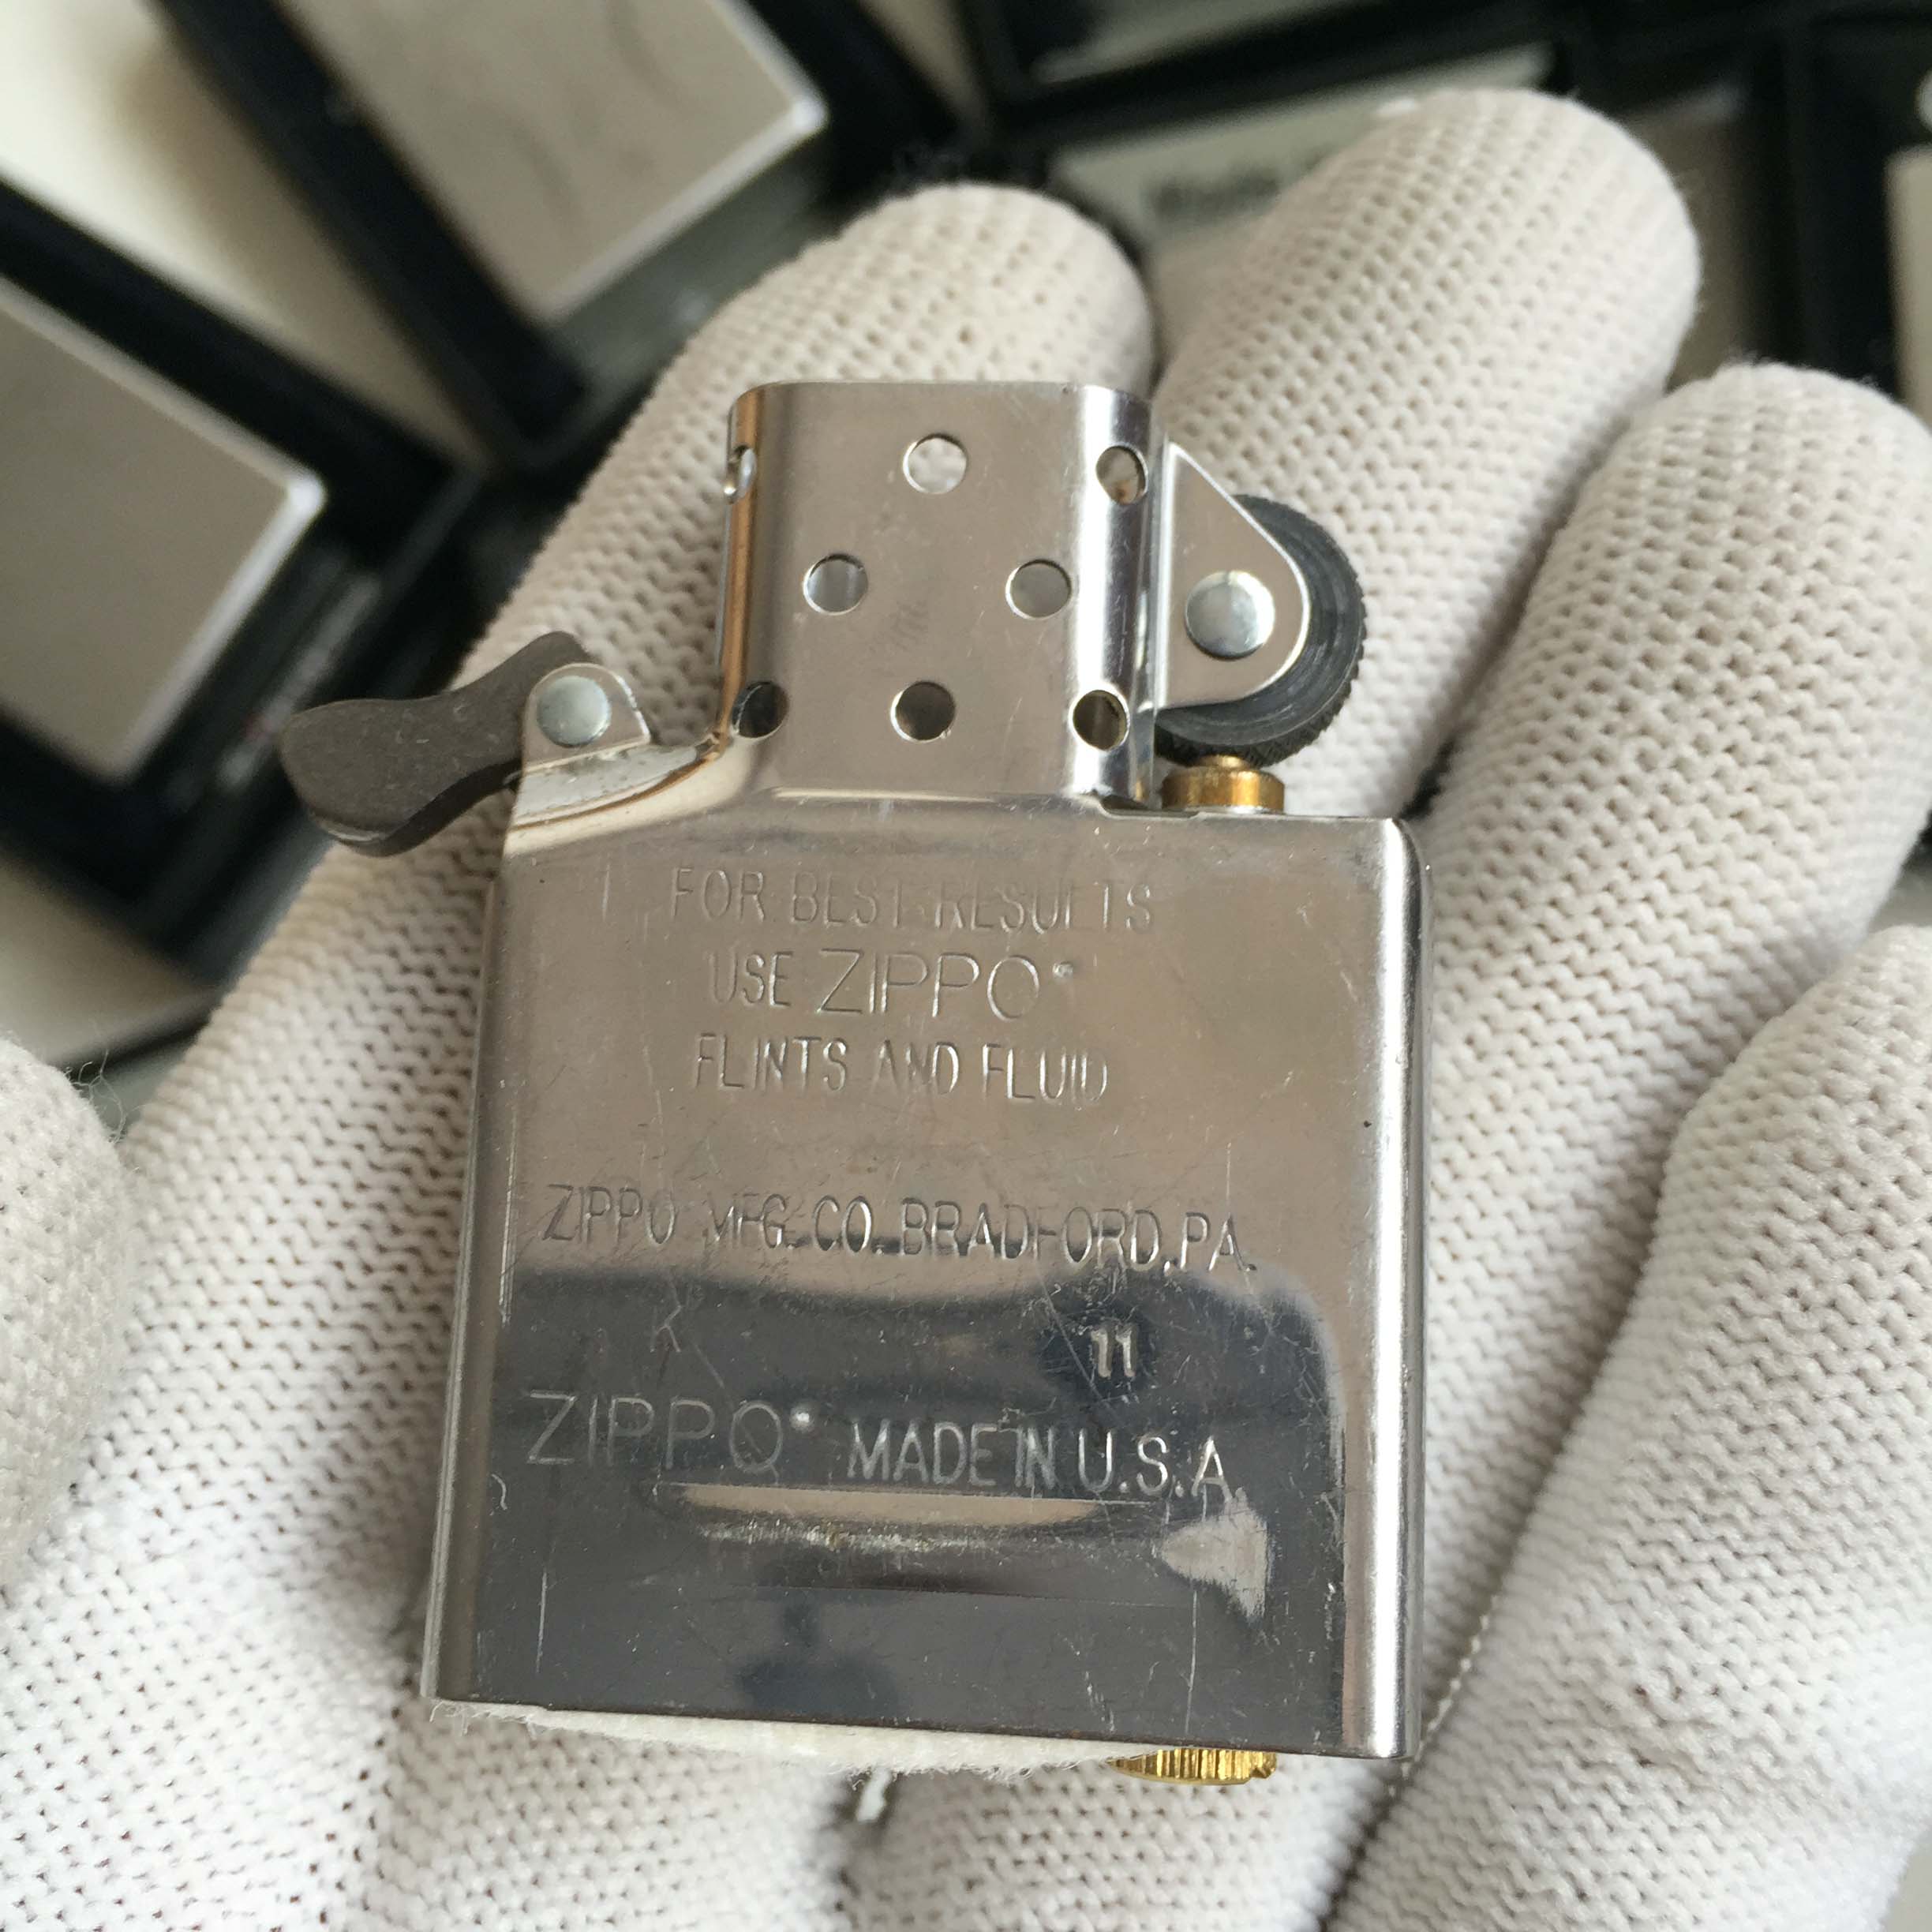 FOR BEST RESULTS
USE ZIPPO®
FLINTS AND FLUID
ZIPPO MFG. CO. BRADFORD, PA.
11
ZIPPO® MADE IN U.S.A.